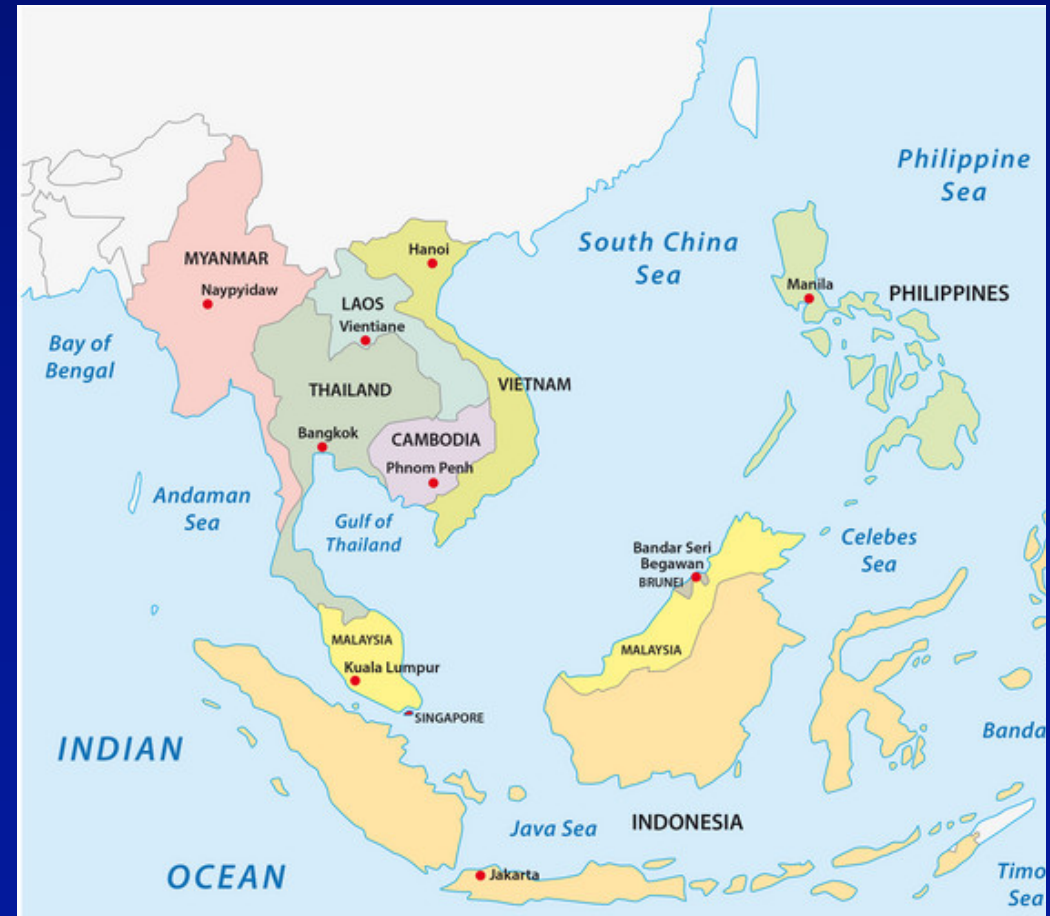 Philippine
Sea
South China
Sea
Hanoi
MYANMAR
Naypyidaw
LAOS
Vientiane
Manila
PHILIPPINES
Bay of
Bengal
THAILAND
VIETNAM
Bangkok
CAMBODIA
Phnom Penh
Andaman
Sea
Gulf of
Thailand
Celebes
Sea
Bandar Seri
Begawan
BRUNEI
MALAYSIA
MALAYSIA
Kuala Lumpur
SINGAPORE
INDIAN
Banda
Java Sea
INDONESIA
OCEAN
Jakarta
Timo
Sea